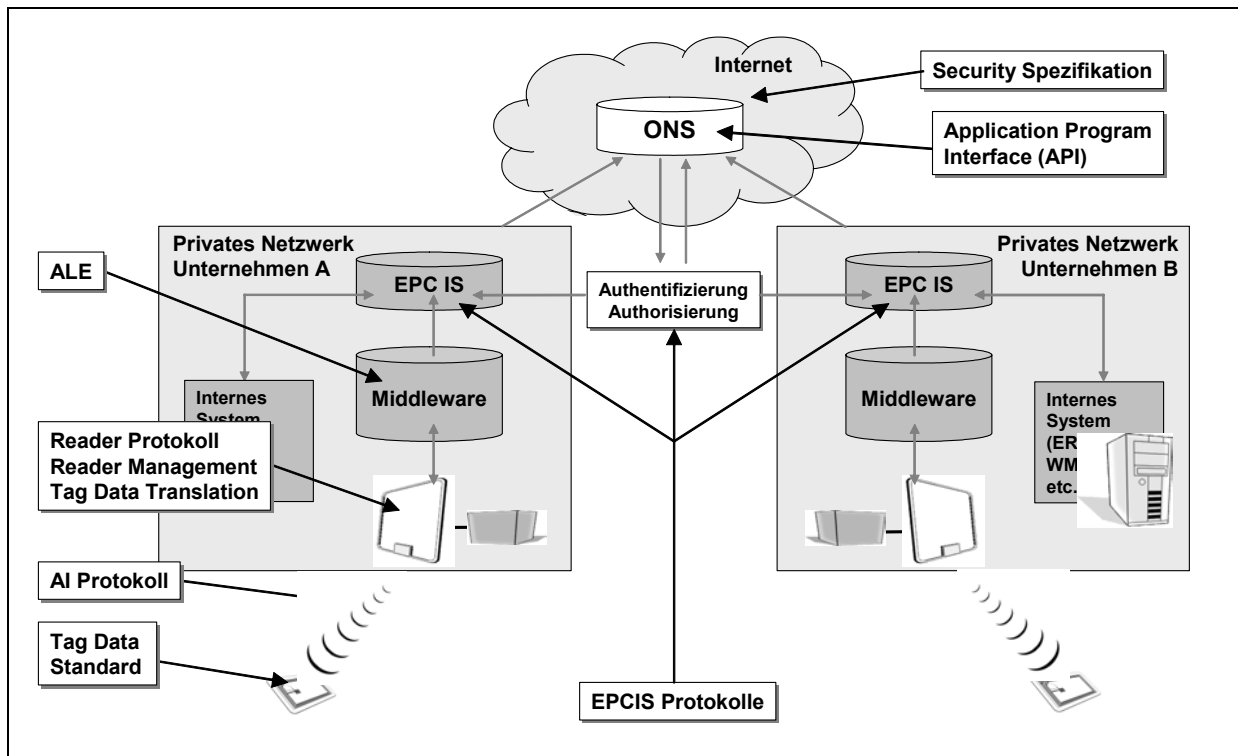 Internet
ONS
Security Spezifikation
Application Program
Interface (API)
Privates Netzwerk
Unternehmen A
ALE
EPC IS
Middleware
Internes
System
Reader Protokoll
Reader Management
Tag Data Translation
AI Protokoll
Tag Data
Standard
Authentifizierung
Authorisierung
EPCIS Protokolle
Privates Netzwerk
Unternehmen B
EPC IS
Middleware
Internes
System
(ER
WM
etc.